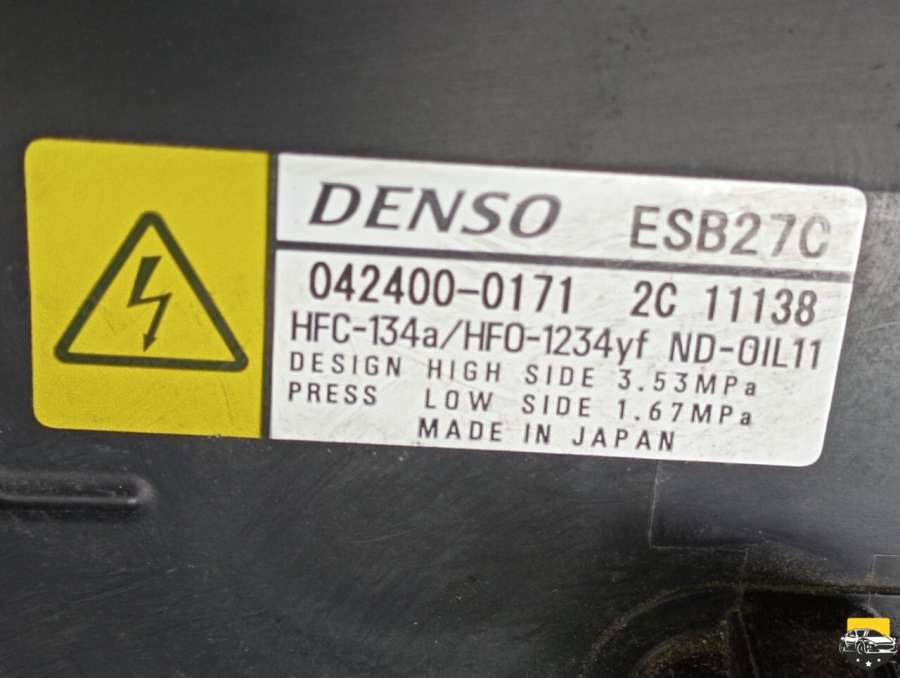 DENSO ESB27C
042400-0171 2C 11138
HFC-134a/HFO-1234yf ND-OIL11
DESIGN HIGH SIDE 3.53MPa
PRESS LOW SIDE 1.67MPa
MADE IN JAPAN